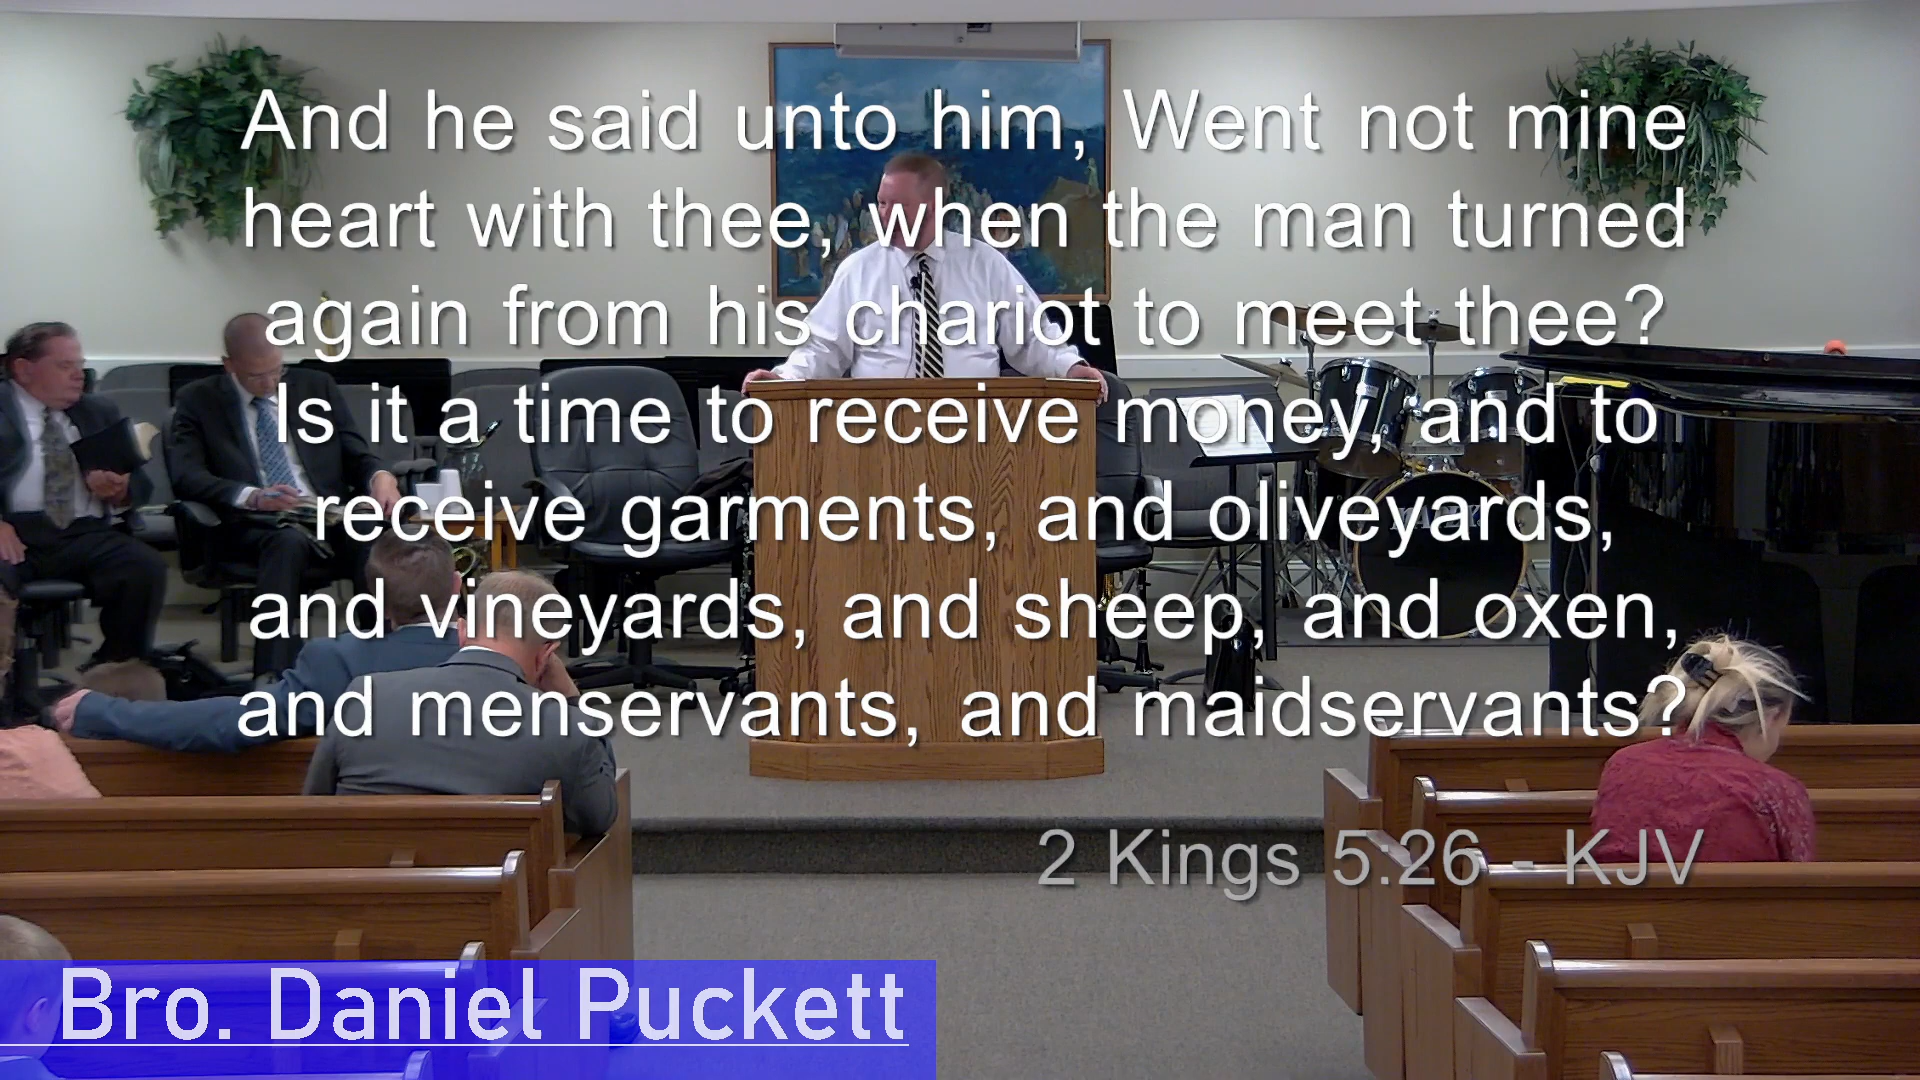 And he said unto him, Went not mine
heart with thee, when the man turned
again from his chariot to meet thee?
Is it a time to receive money, and to
receive garments, and oliveyards,
and vineyards, and sheep, and oxen,
and menservants, and maidservants?
2 Kings 5:26 - KJV
Bro. Daniel Puckett